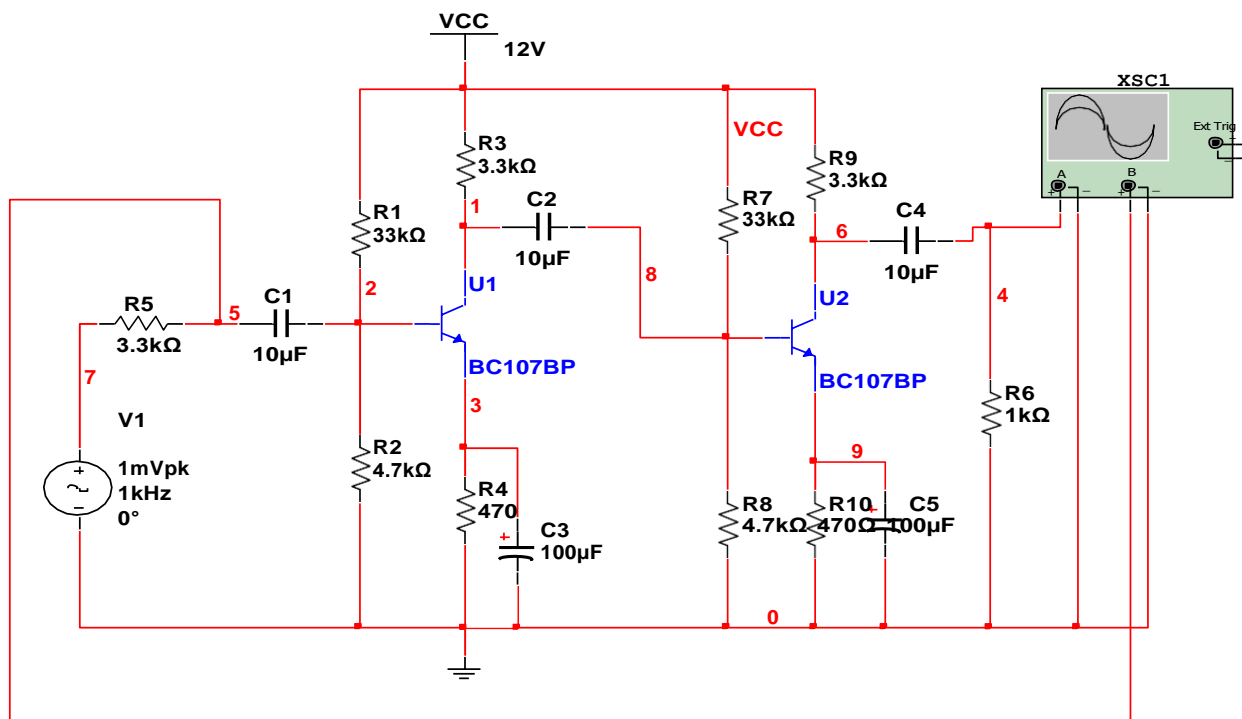 VCC
12V
XSC1
Ext Trig
+
−
A
B
+
−
+
−
VCC
R3
3.3kΩ
1
R9
3.3kΩ
R7
33kΩ
R1
33kΩ
C2
10µF
C4
10µF
6
2
U1
8
U2
4
R5
3.3kΩ
5
C1
10µF
BC107BP
BC107BP
7
3
R6
1kΩ
V1
+
−
1mVpk
1kHz
0°
R2
4.7kΩ
9
R4
470
+
C3
100µF
R8
4.7kΩ
R10
470Ω
+
C5
100µF
0